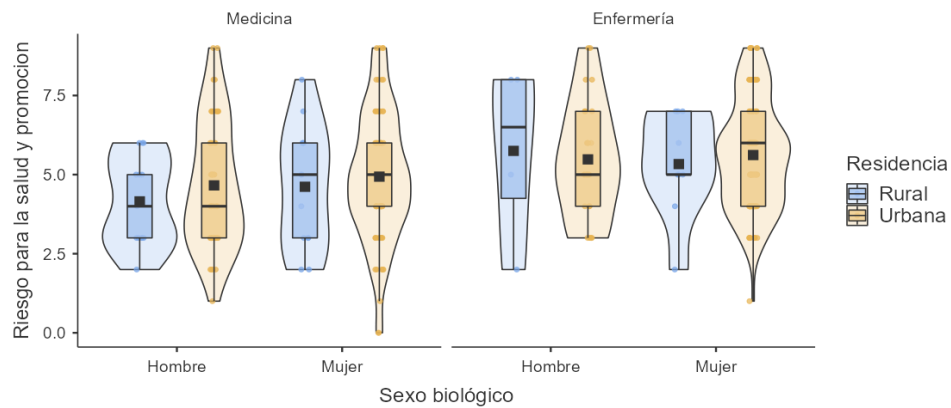 Medicina
Enfermería
Riesgo para la salud y promocion
7.5
5.0
2.5
0.0
Hombre
Mujer
Hombre
Mujer
Sexo biológico
Residencia
Rural
Urbana